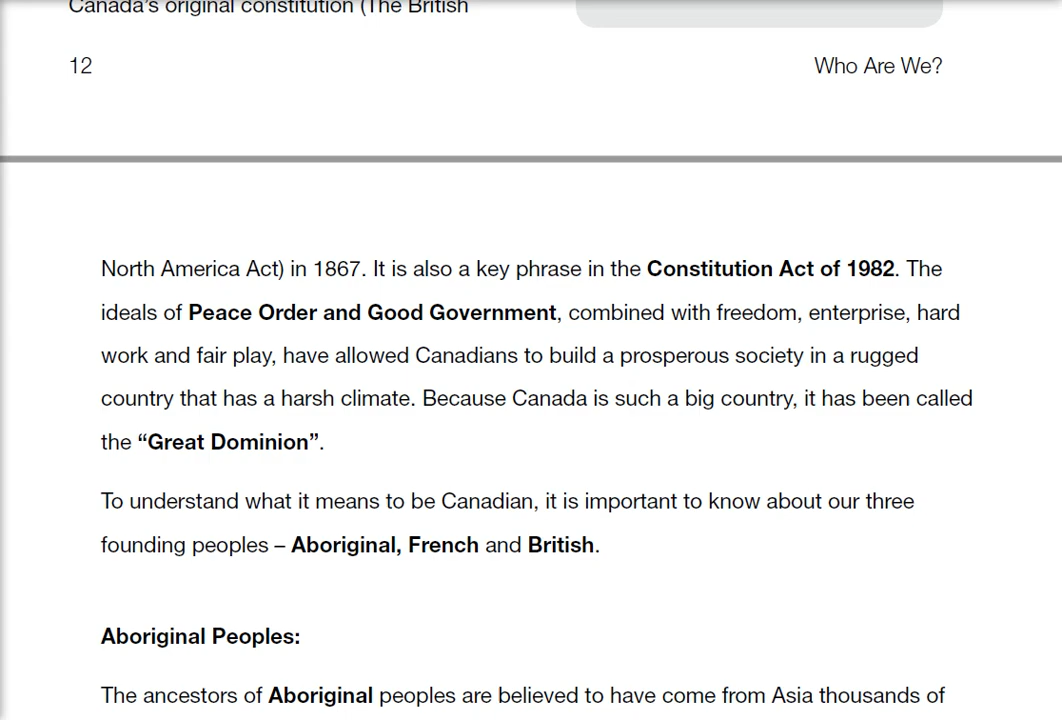 Canada's original constitution (The British
12
Who Are We?
North America Act) in 1867. It is also a key phrase in the Constitution Act of 1982. The
ideals of Peace Order and Good Government, combined with freedom, enterprise, hard
work and fair play, have allowed Canadians to build a prosperous society in a rugged
country that has a harsh climate. Because Canada is such a big country, it has been called
the “Great Dominion”.
To understand what it means to be Canadian, it is important to know about our three
founding peoples – Aboriginal, French and British.
Aboriginal Peoples:
The ancestors of Aboriginal peoples are believed to have come from Asia thousands of